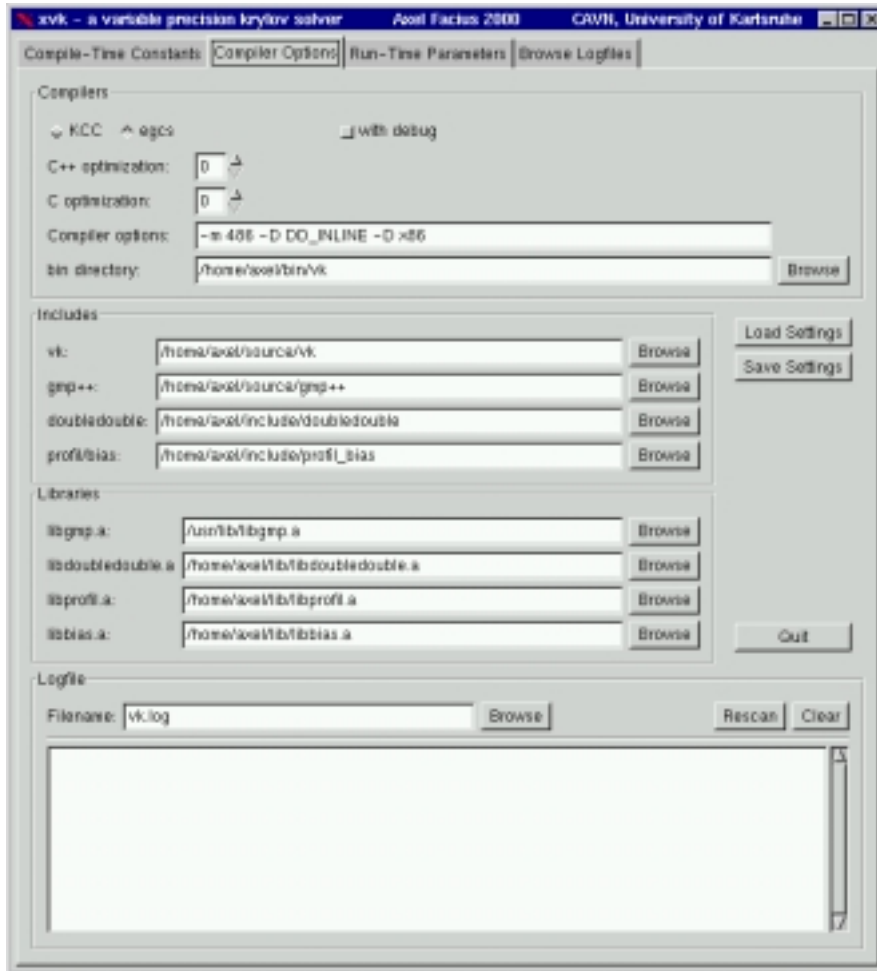 xvk - a variable precision krylov solver Axel Facius 2000 CAVN, University of Karlsruhe
Compile-Time Constants Compiler Options Run-Time Parameters Browse Logfiles
Compilers
KCC egcs with debug
C++ optimization: 0
C optimization: 0
Compiler options: -m 486 -D DD_INLINE -D x86
bin directory: /home/axel/bin/vk Browse
Includes
Load Settings
vk: /home/axel/source/vk Browse
Save Settings
gmp++: /home/axel/source/gmp++ Browse
doubledouble: /home/axel/include/doubledouble Browse
profil/bias: /home/axel/include/profil_bias Browse
Libraries
libgmp.a: /usr/lib/libgmp.a Browse
libdoubledouble.a /home/axel/lib/libdoubledouble.a Browse
libprofil.a: /home/axel/lib/libprofil.a Browse
libbias.a: /home/axel/lib/libbias.a Browse Quit
Logfile
Filename: vk.log Browse Rescan Clear